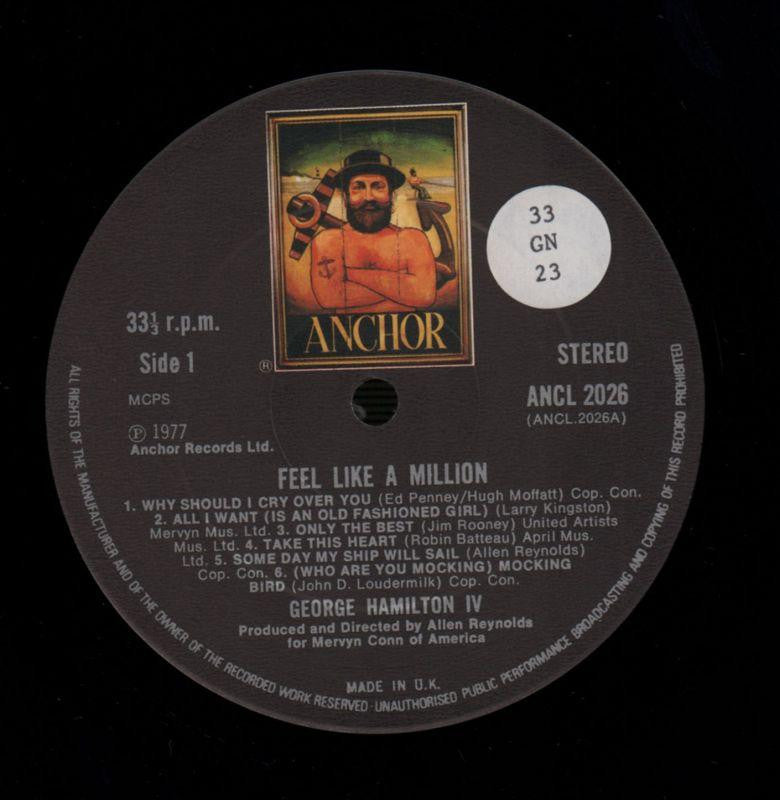 ANCHOR
®
33
GN
23
33⅓ r.p.m.
Side 1
MCPS
Ⓟ 1977
Anchor Records Ltd.
STEREO
ANCL 2026
(ANCL.2026A)
FEEL LIKE A MILLION
1. WHY SHOULD I CRY OVER YOU (Ed Penney/Hugh Moffatt) Cop. Con.
2. ALL I WANT (IS AN OLD FASHIONED GIRL) (Larry Kingston)
Mervyn Mus. Ltd. 3. ONLY THE BEST (Jim Rooney) United Artists
Mus. Ltd. 4. TAKE THIS HEART (Robin Batteau) April Mus.
Ltd. 5. SOME DAY MY SHIP WILL SAIL (Allen Reynolds)
Cop. Con. 6. (WHO ARE YOU MOCKING) MOCKING
BIRD (John D. Loudermilk) Cop. Con.
GEORGE HAMILTON IV
Produced and Directed by Allen Reynolds
for Mervyn Conn of America
MADE IN U.K.
ALL RIGHTS OF THE MANUFACTURER AND OF THE OWNER OF THE RECORDED WORK RESERVED · UNAUTHORISED PUBLIC PERFORMANCE BROADCASTING AND COPYING OF THIS RECORD PROHIBITED